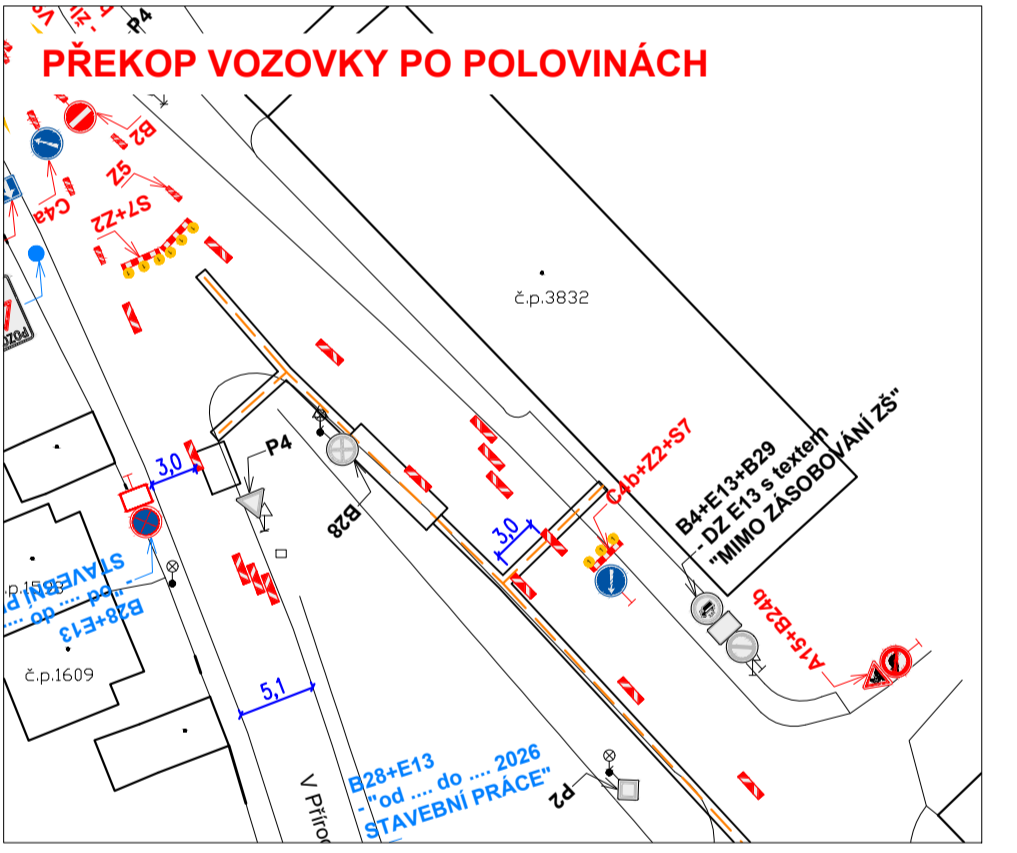 PŘEKOP VOZOVKY PO POLOVINÁCH
P4
B2
Z5
S7+Z2
C4a
č.p.3832
P4
3,0
B28
3,0
C4b+Z2+S7
B4+E13+B29
- DZ E13 s textem
"MIMO ZÁSOBOVÁNÍ ZŠ"
A15+B24b
B28+E13
- "od .... do ....
STAVEBNÍ
č.p.1609
5,1
V
B28+E13
- "od .... do .... 2026
STAVEBNÍ PRÁCE"
P2